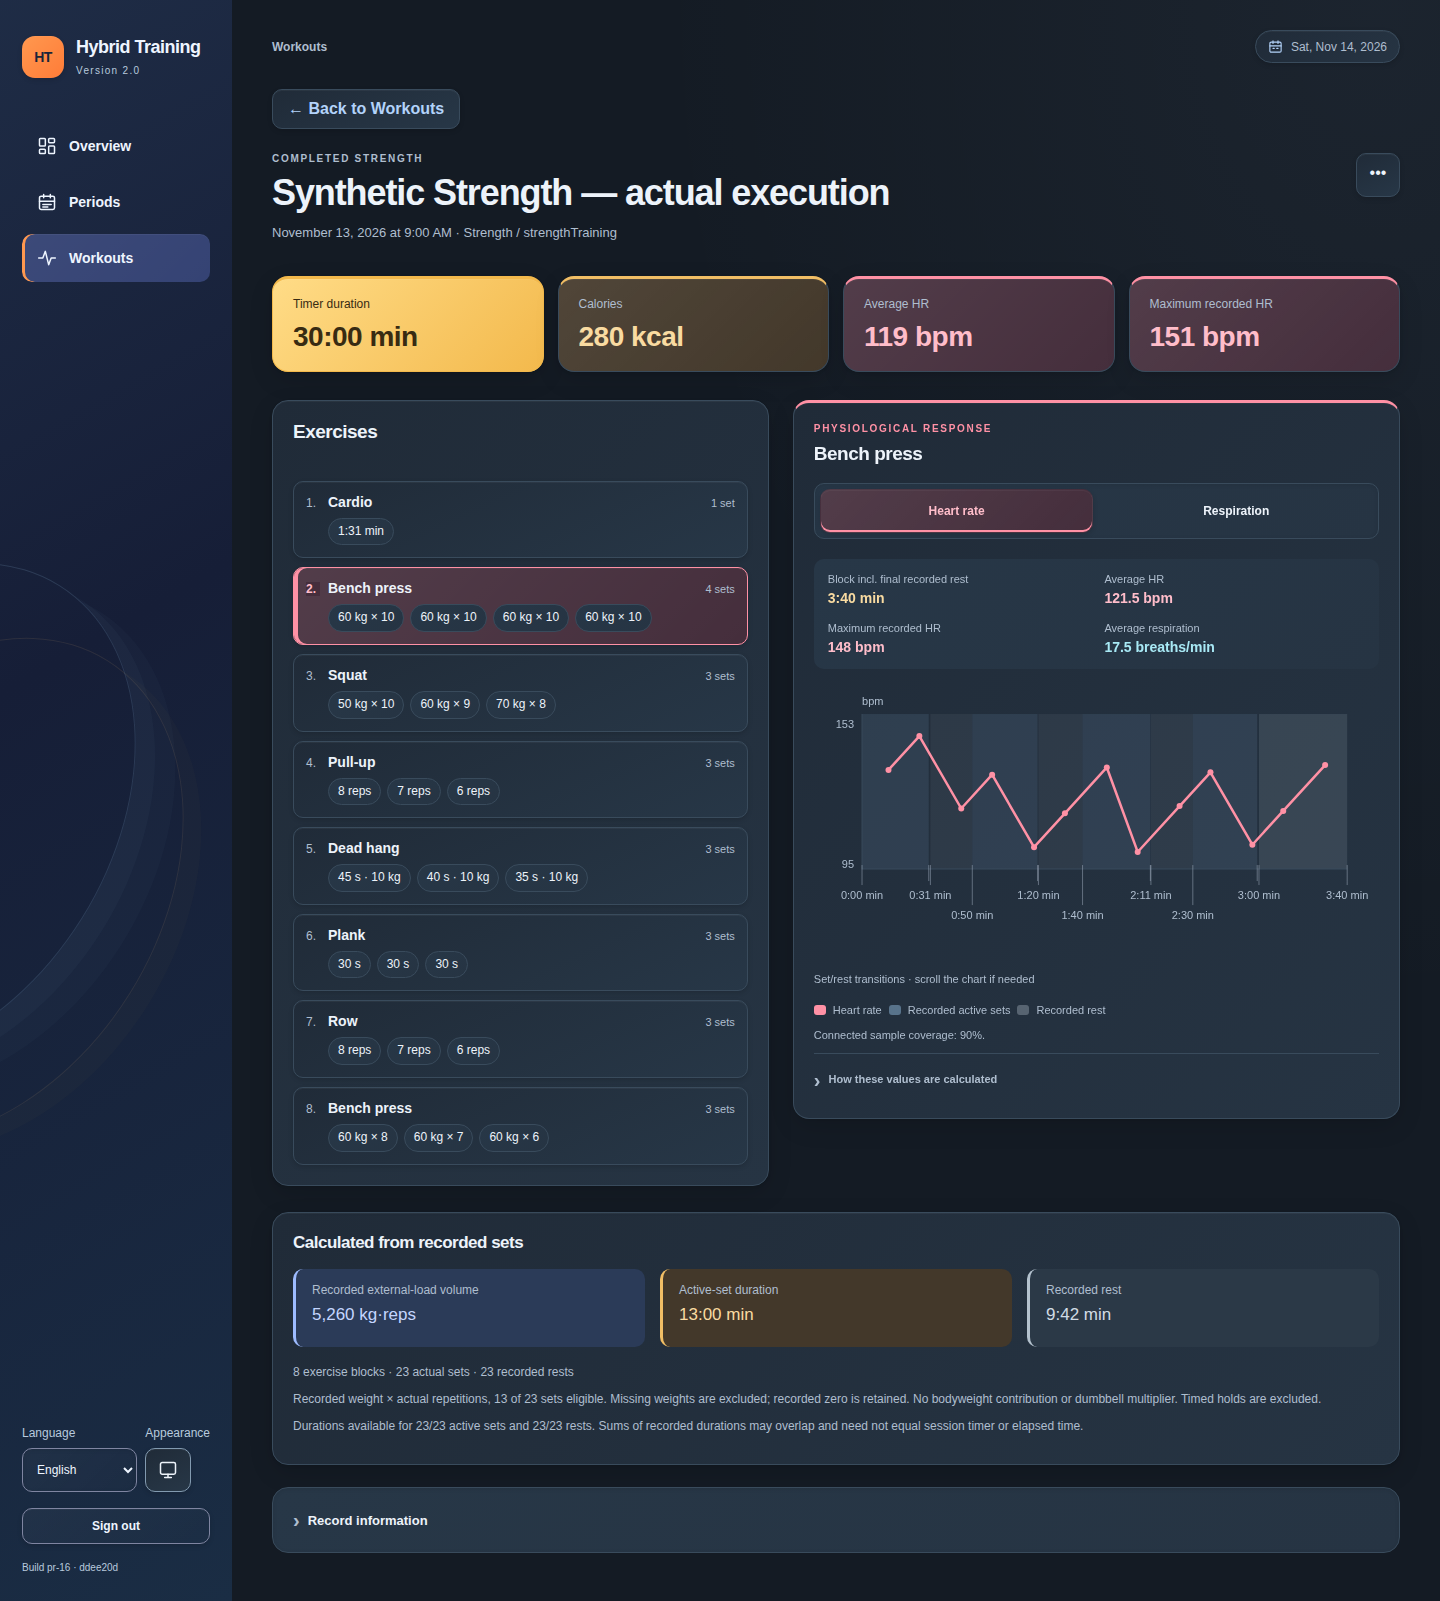 HT
Hybrid Training
Version 2.0
Overview
Periods
Workouts
Language
Appearance
English
Sign out
Build pr-16 · ddee20d
Workouts
Sat, Nov 14, 2026
← Back to Workouts
COMPLETED STRENGTH
Synthetic Strength — actual execution
•••
November 13, 2026 at 9:00 AM · Strength / strengthTraining
Timer duration
30:00 min
Calories
280 kcal
Average HR
119 bpm
Maximum recorded HR
151 bpm
Exercises
1. Cardio 1 set
1:31 min
2. Bench press 4 sets
60 kg × 10 60 kg × 10 60 kg × 10 60 kg × 10
3. Squat 3 sets
50 kg × 10 60 kg × 9 70 kg × 8
4. Pull-up 3 sets
8 reps 7 reps 6 reps
5. Dead hang 3 sets
45 s · 10 kg 40 s · 10 kg 35 s · 10 kg
6. Plank 3 sets
30 s 30 s 30 s
7. Row 3 sets
8 reps 7 reps 6 reps
8. Bench press 3 sets
60 kg × 8 60 kg × 7 60 kg × 6
PHYSIOLOGICAL RESPONSE
Bench press
Heart rate Respiration
Block incl. final recorded rest
3:40 min
Average HR
121.5 bpm
Maximum recorded HR
148 bpm
Average respiration
17.5 breaths/min
bpm
153
95
0:00 min 0:31 min 1:20 min 2:11 min 3:00 min 3:40 min
0:50 min 1:40 min 2:30 min
Set/rest transitions · scroll the chart if needed
Heart rate Recorded active sets Recorded rest
Connected sample coverage: 90%.
› How these values are calculated
Calculated from recorded sets
Recorded external-load volume
5,260 kg·reps
Active-set duration
13:00 min
Recorded rest
9:42 min
8 exercise blocks · 23 actual sets · 23 recorded rests
Recorded weight × actual repetitions, 13 of 23 sets eligible. Missing weights are excluded; recorded zero is retained. No bodyweight contribution or dumbbell multiplier. Timed holds are excluded.
Durations available for 23/23 active sets and 23/23 rests. Sums of recorded durations may overlap and need not equal session timer or elapsed time.
› Record information